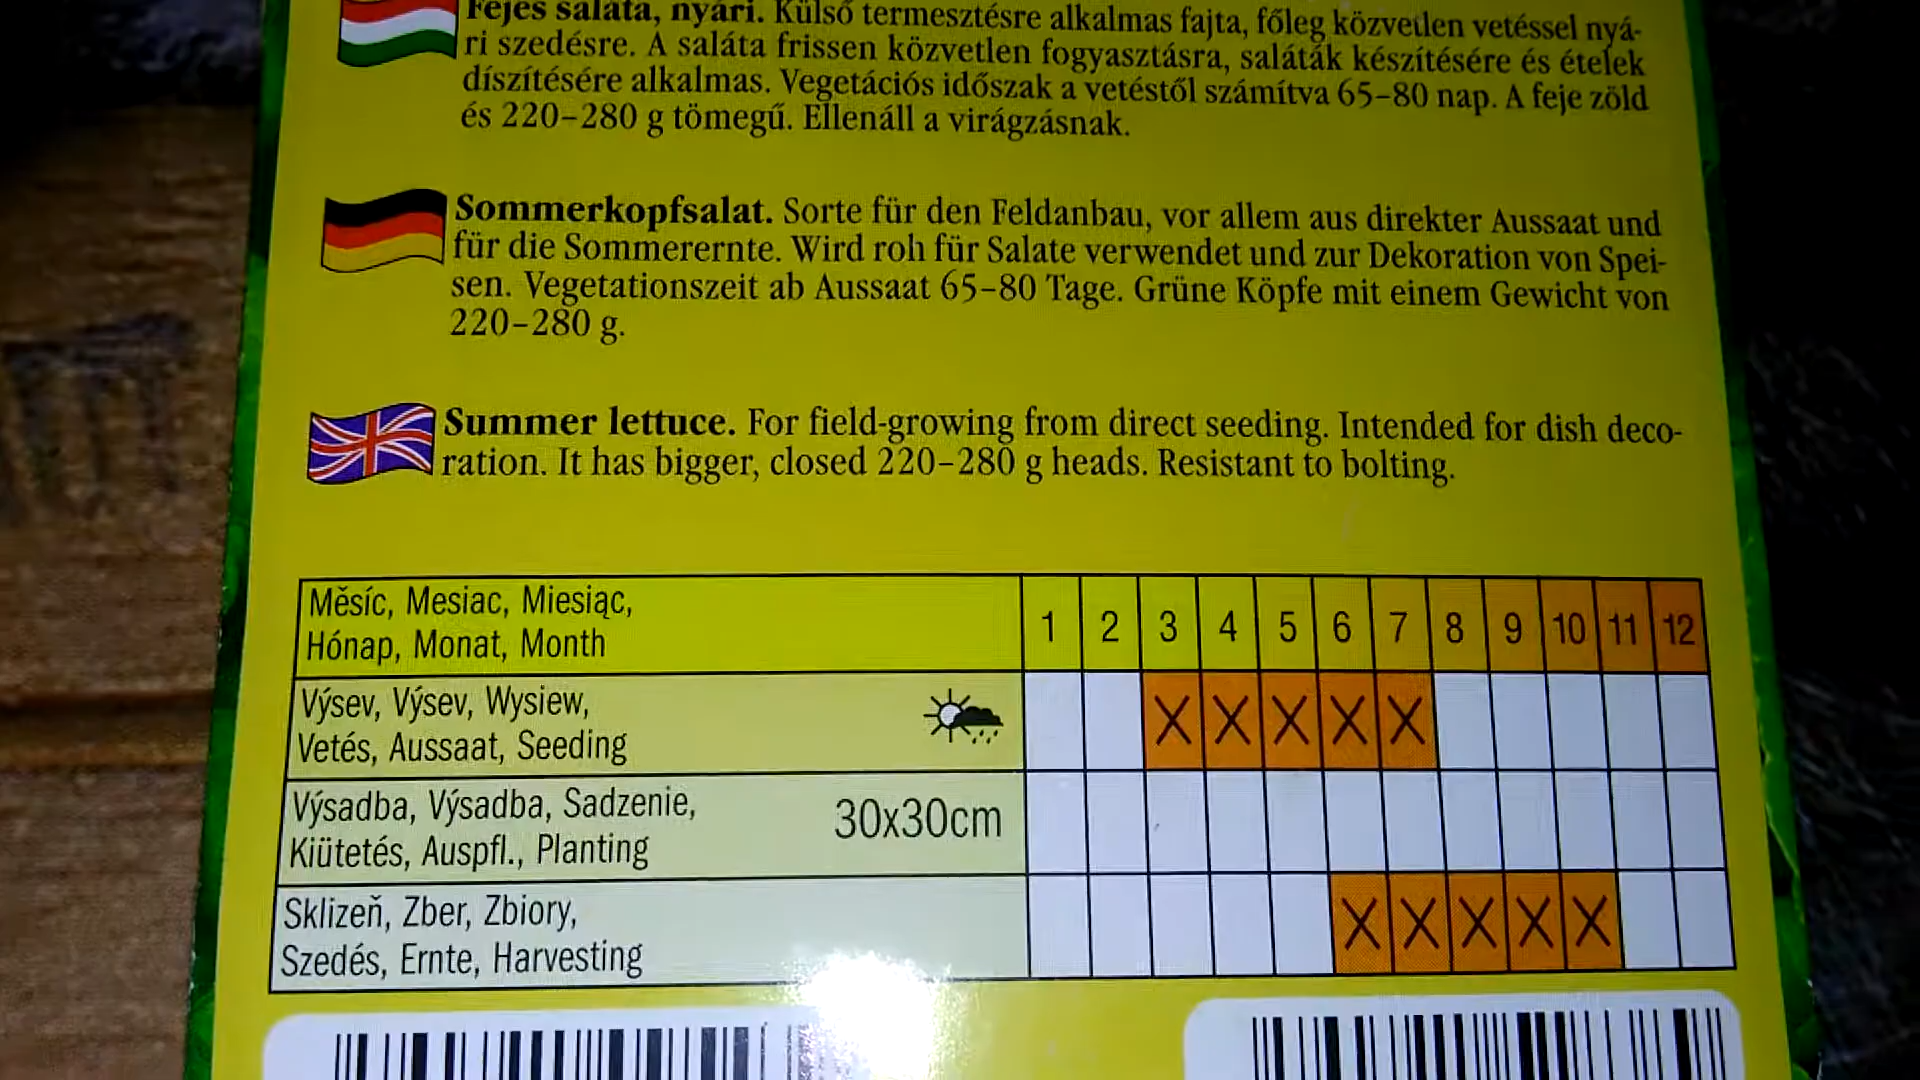 Fejes saláta, nyári. Külső termesztésre alkalmas fajta, főleg közvetlen vetéssel nyá-
ri szedésre. A saláta frissen közvetlen fogyasztásra, saláták készítésére és ételek
díszítésére alkalmas. Vegetációs időszak a vetéstől számítva 65–80 nap. A feje zöld
és 220–280 g tömegű. Ellenáll a virágzásnak.
Sommerkopfsalat. Sorte für den Feldanbau, vor allem aus direkter Aussaat und
für die Sommerernte. Wird roh für Salate verwendet und zur Dekoration von Spei-
sen. Vegetationszeit ab Aussaat 65–80 Tage. Grüne Köpfe mit einem Gewicht von
220–280 g.
Summer lettuce. For field-growing from direct seeding. Intended for dish deco-
ration. It has bigger, closed 220–280 g heads. Resistant to bolting.
Měsíc, Mesiac, Miesiąc,
Hónap, Monat, Month
1 2 3 4 5 6 7 8 9 10 11 12
Výsev, Výsev, Wysiew,
Vetés, Aussaat, Seeding
X X X X X
Výsadba, Výsadba, Sadzenie,
Kiütetés, Auspfl., Planting
30x30cm
Sklizeň, Zber, Zbiory,
Szedés, Ernte, Harvesting
X X X X X